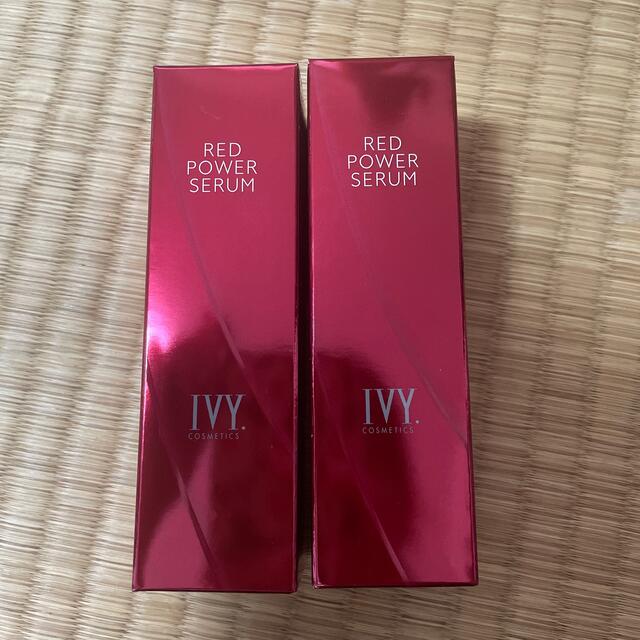 RED
POWER
SERUM
IVY.
COSMETICS
RED
POWER
SERUM
IVY.
COSMETICS